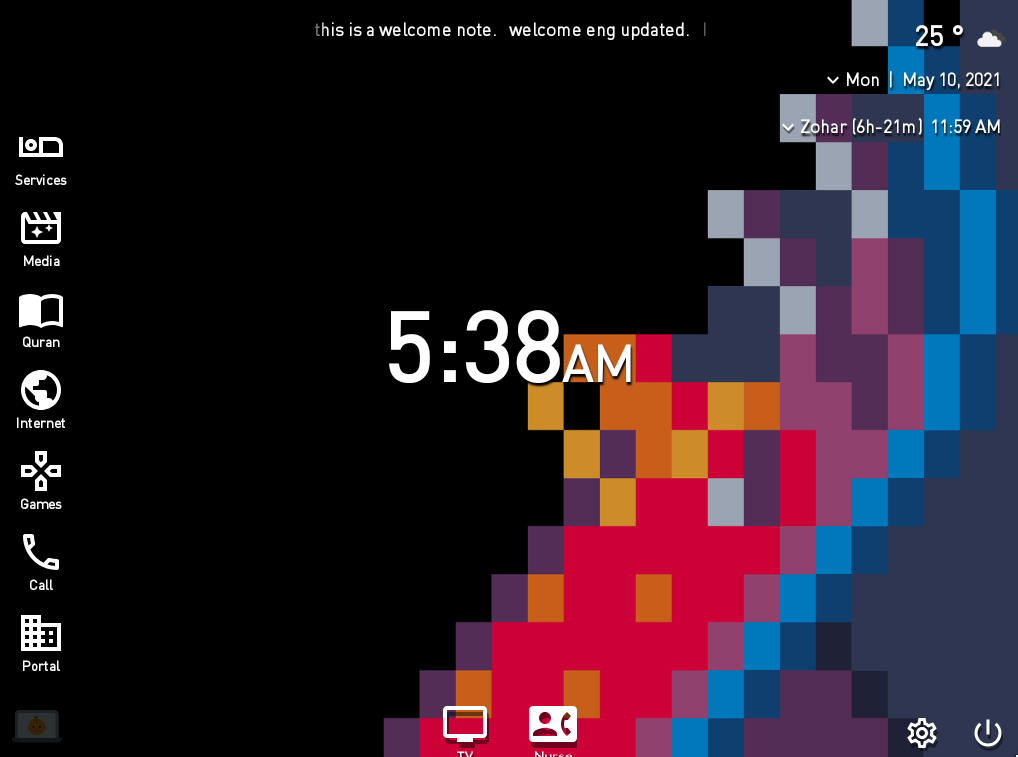 this is a welcome note. welcome eng updated.
25 °
Mon | May 10, 2021
Zohar (6h-21m) 11:59 AM
Services
Media
Quran
5:38AM
Internet
Games
Call
Portal
TV
Nurse